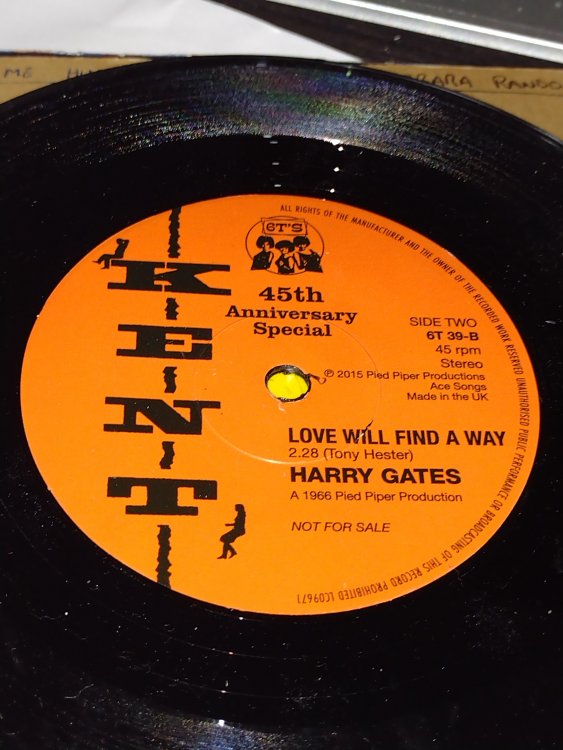 ME
RARA
ALL RIGHTS OF THE MANUFACTURER AND THE OWNER OF THE RECORDED WORK RESERVED UNAUTHORISED PUBLIC PERFORMANCE OR BROADCASTING OF THIS RECORD PROHIBITED LC09671
6T'S
KENT
45th
Anniversary
Special
SIDE TWO
6T 39-B
45 rpm
Stereo
℗ 2015 Pied Piper Productions
Ace Songs
Made in the UK
LOVE WILL FIND A WAY
2.28 (Tony Hester)
HARRY GATES
A 1966 Pied Piper Production
NOT FOR SALE